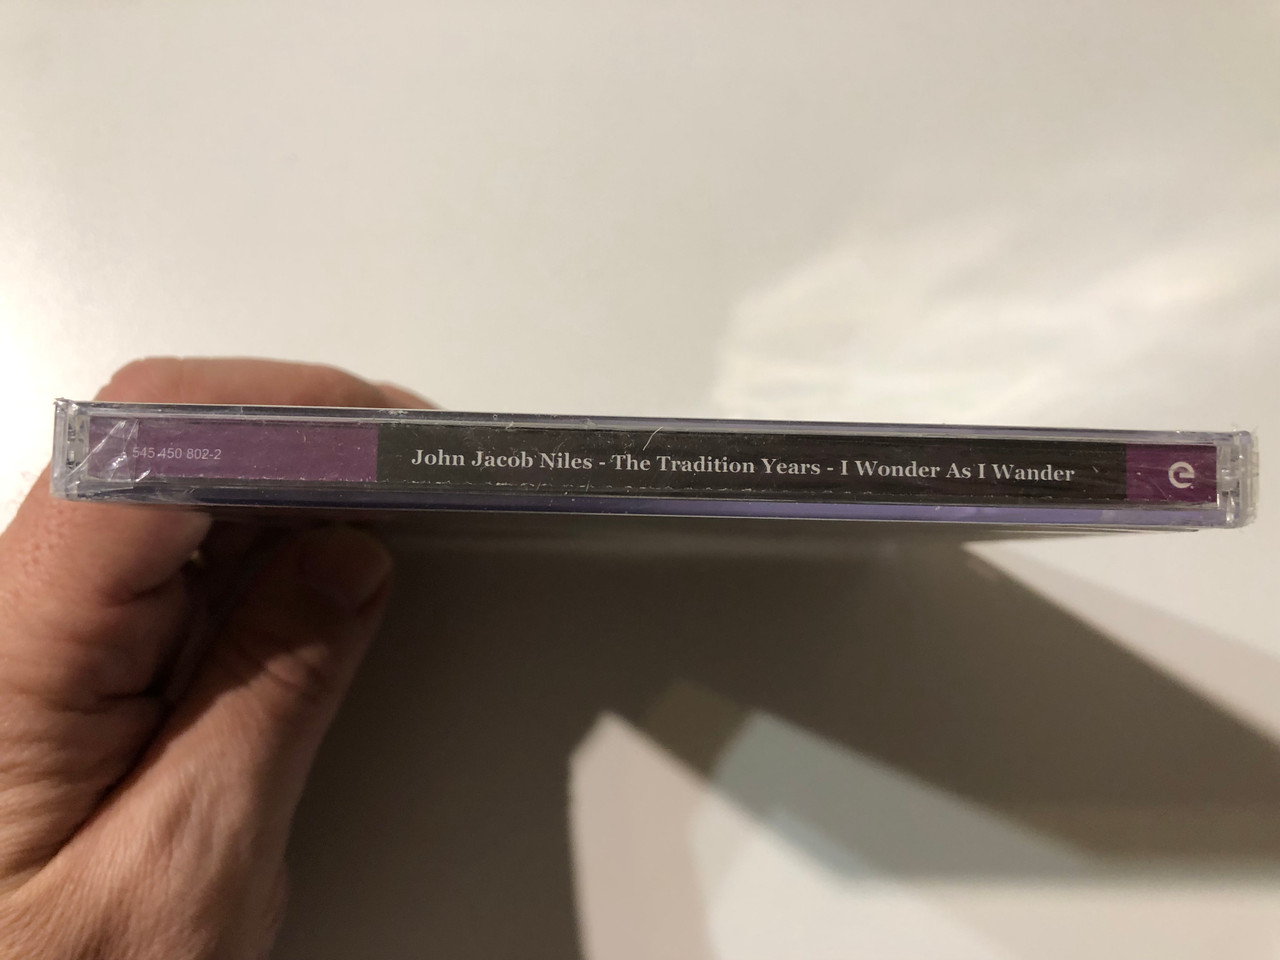 545 450 802-2
John Jacob Niles - The Tradition Years - I Wonder As I Wander
e